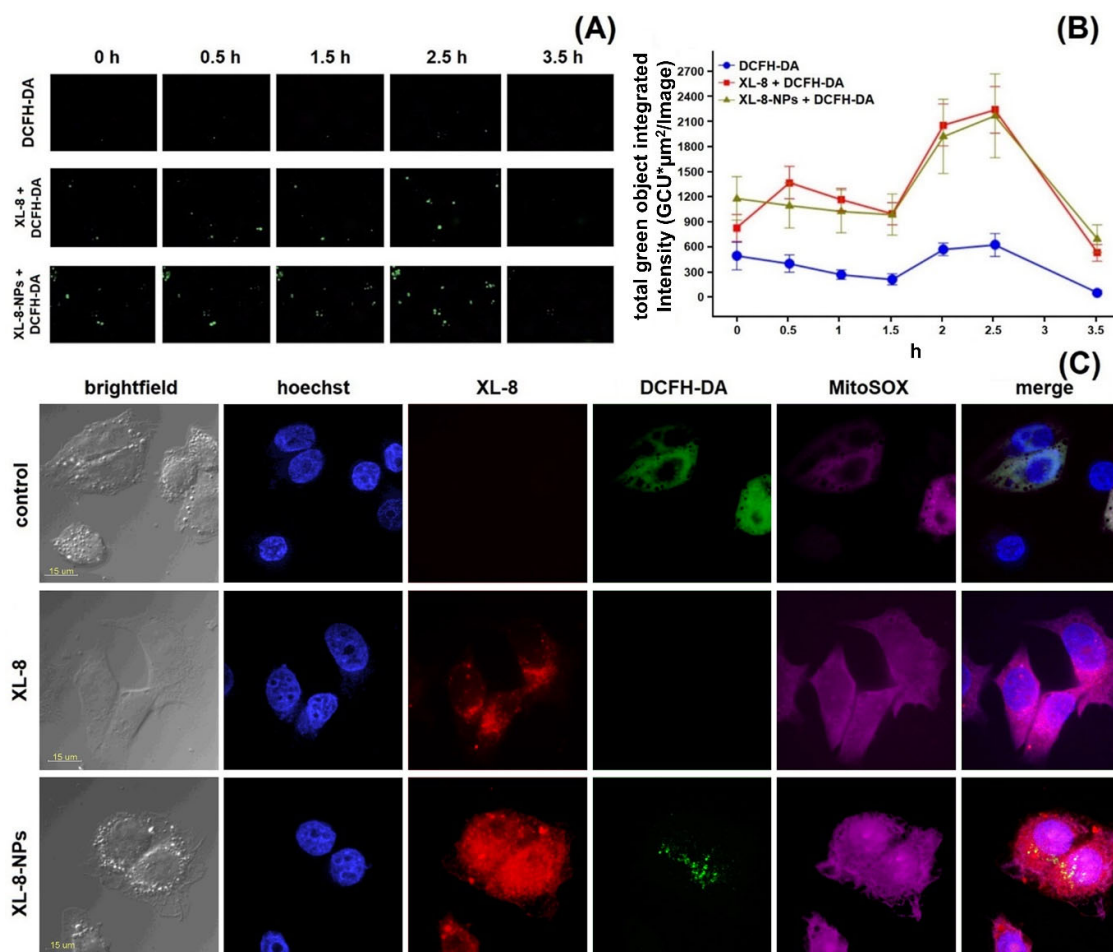 (A)
0 h 0.5 h 1.5 h 2.5 h 3.5 h
DCFH-DA
XL-8 +
DCFH-DA
XL-8-NPs +
DCFH-DA
(B)
total green object integrated
Intensity (GCU*µm²/Image)
2700
2400
2100
1800
1500
1200
900
600
300
0
DCFH-DA
XL-8 + DCFH-DA
XL-8-NPs + DCFH-DA
0 0.5 1 1.5 2 2.5 3 3.5
h
(C)
brightfield hoechst XL-8 DCFH-DA MitoSOX merge
control
15 um
XL-8
15 um
XL-8-NPs
15 um